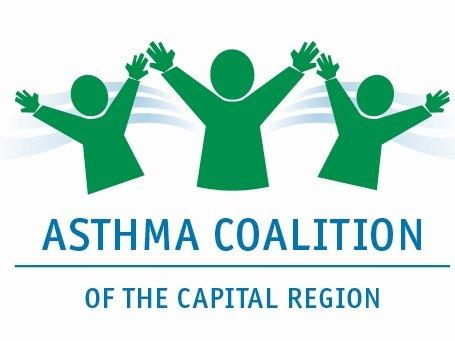 ASTHMA COALITION
OF THE CAPITAL REGION